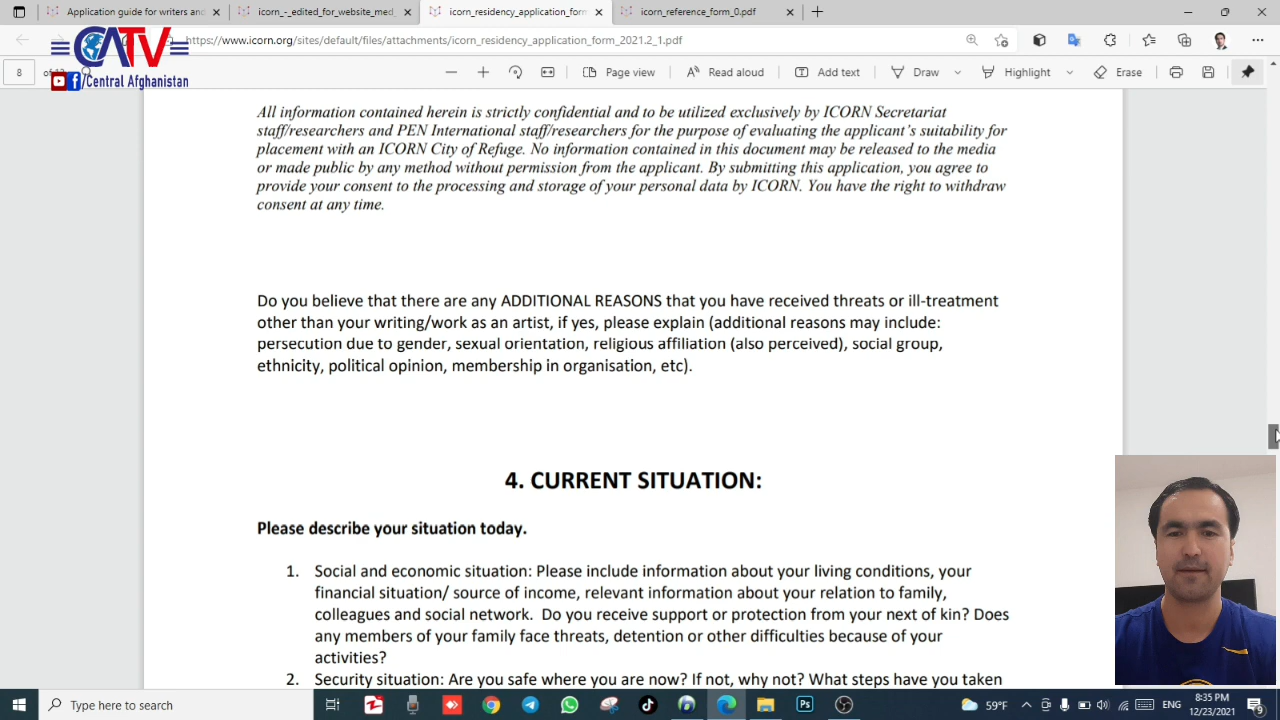 Application guide for writers and
icorn_-_edited_for_website_med_
icorn_residency_application_form
icorn_reference_form_0.pdf
CATV
/Central Afghanistan
https://www.icorn.org/sites/default/files/attachments/icorn_residency_application_form_2021.2_1.pdf
8
Page view
Read aloud
Add text
Draw
Highlight
Erase
All information contained herein is strictly confidential and to be utilized exclusively by ICORN Secretariat
staff/researchers and PEN International staff/researchers for the purpose of evaluating the applicant's suitability for
placement with an ICORN City of Refuge. No information contained in this document may be released to the media
or made public by any method without permission from the applicant. By submitting this application, you agree to
provide your consent to the processing and storage of your personal data by ICORN. You have the right to withdraw
consent at any time.
Do you believe that there are any ADDITIONAL REASONS that you have received threats or ill-treatment
other than your writing/work as an artist, if yes, please explain (additional reasons may include:
persecution due to gender, sexual orientation, religious affiliation (also perceived), social group,
ethnicity, political opinion, membership in organisation, etc).
4. CURRENT SITUATION:
Please describe your situation today.
1. Social and economic situation: Please include information about your living conditions, your
financial situation/ source of income, relevant information about your relation to family,
colleagues and social network. Do you receive support or protection from your next of kin? Does
any members of your family face threats, detention or other difficulties because of your
activities?
2. Security situation: Are you safe where you are now? If not, why not? What steps have you taken
Type here to search
59°F
ENG
8:35 PM
12/23/2021